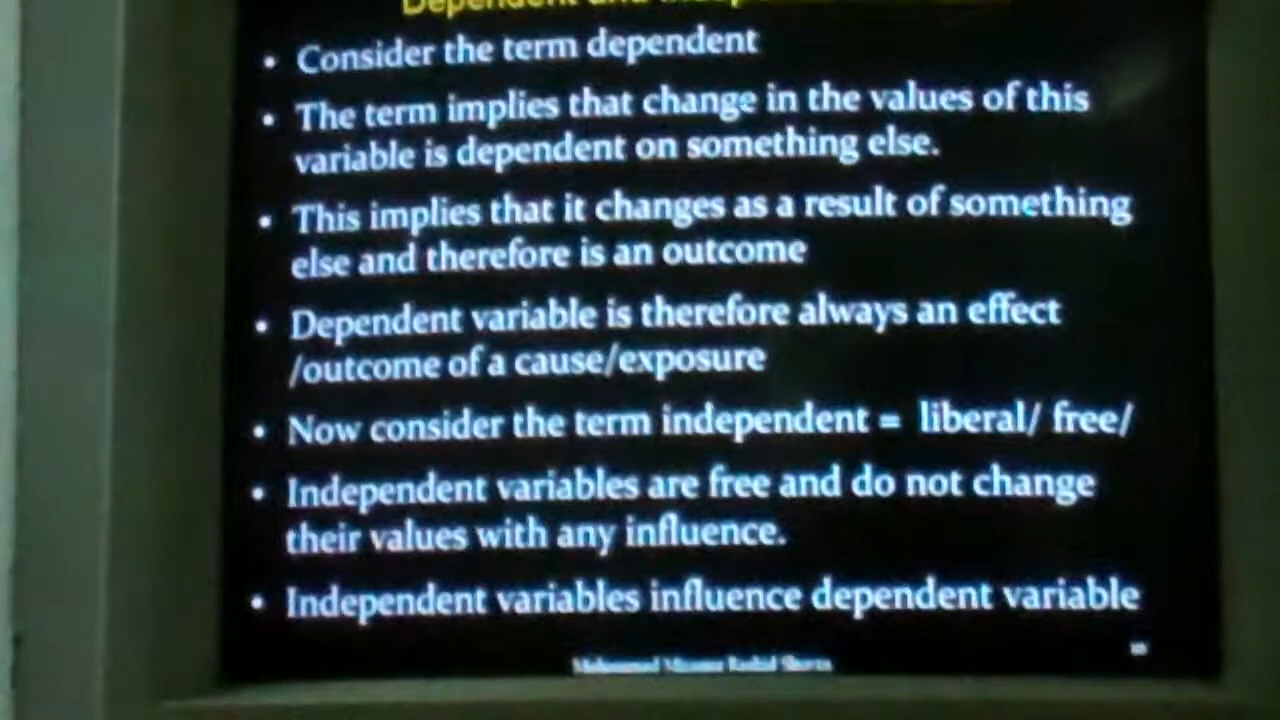 Dependent and
• Consider the term dependent
• The term implies that change in the values of this
variable is dependent on something else.
• This implies that it changes as a result of something
else and therefore is an outcome
• Dependent variable is therefore always an effect
/outcome of a cause/exposure
• Now consider the term independent = liberal/ free/
• Independent variables are free and do not change
their values with any influence.
• Independent variables influence dependent variable